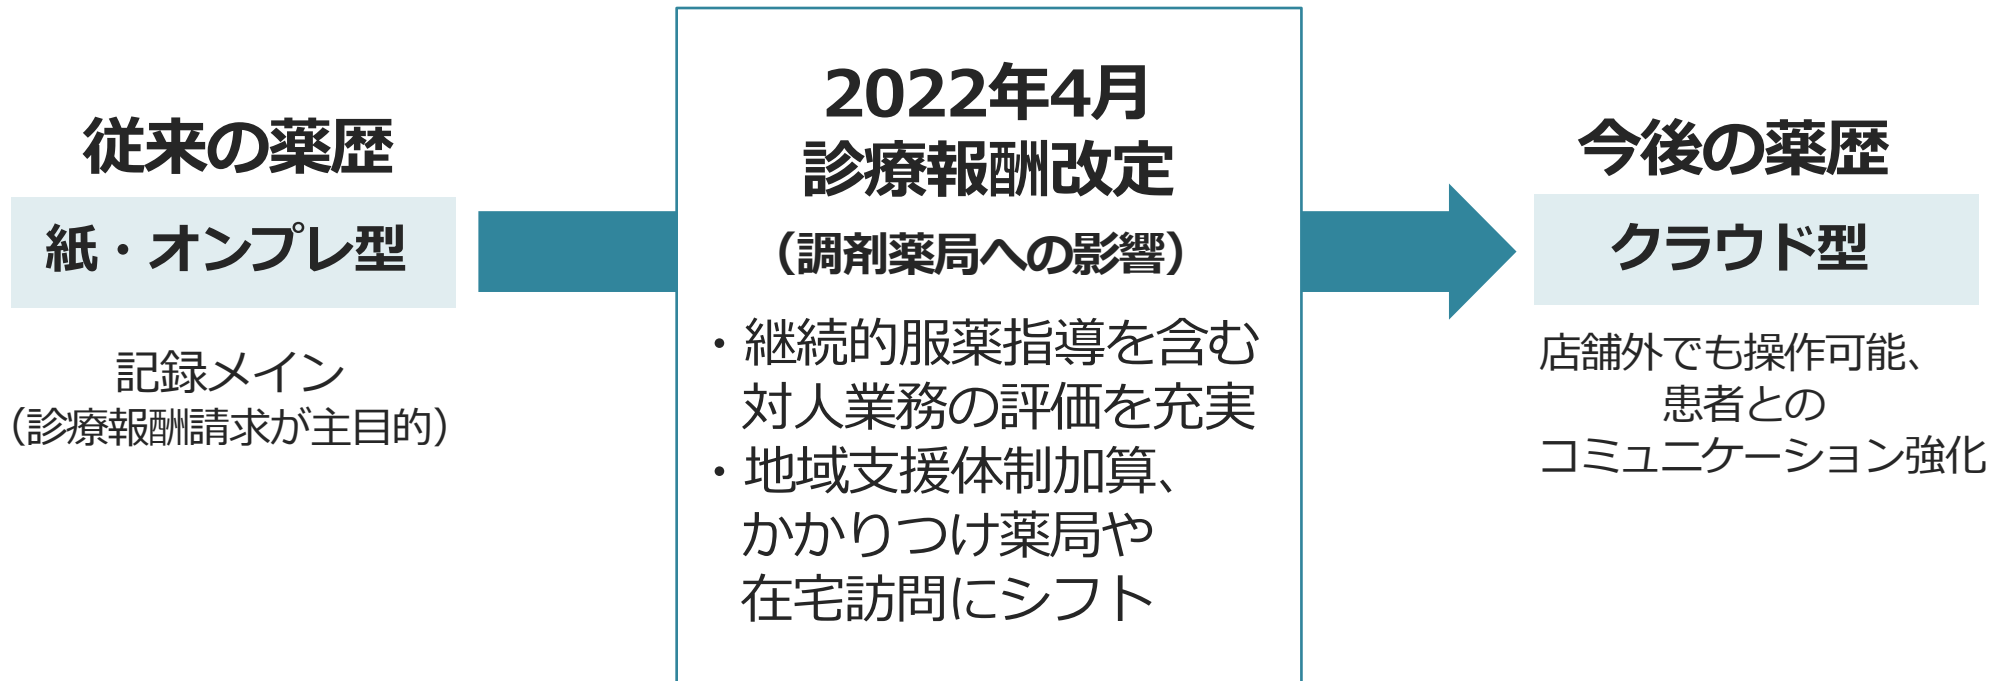 従来の薬歴
紙・オンプレ型
記録メイン
（診療報酬請求が主目的）
2022年4月
診療報酬改定
（調剤薬局への影響）
・継続的服薬指導を含む
対人業務の評価を充実
・地域支援体制加算、
かかりつけ薬局や
在宅訪問にシフト
今後の薬歴
クラウド型
店舗外でも操作可能、
患者との
コミュニケーション強化